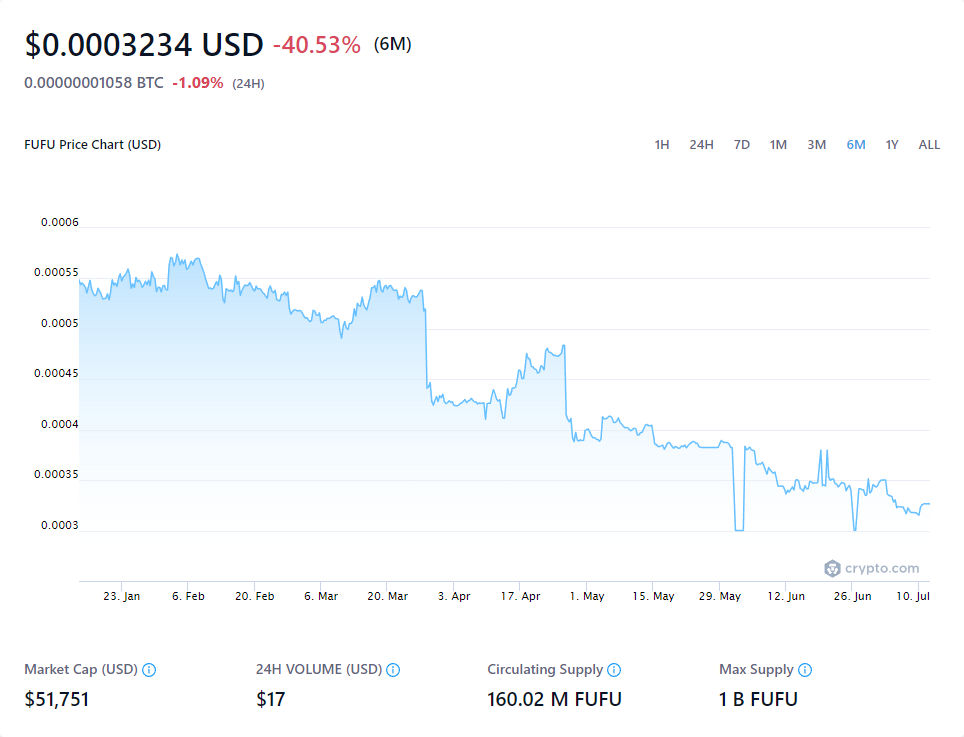 $0.0003234 USD -40.53% (6M)
0.00000001058 BTC -1.09% (24H)
FUFU Price Chart (USD)
1H 24H 7D 1M 3M 6M 1Y ALL
0.0006
0.00055
0.0005
0.00045
0.0004
0.00035
0.0003
crypto.com
23. Jan 6. Feb 20. Feb 6. Mar 20. Mar 3. Apr 17. Apr 1. May 15. May 29. May 12. Jun 26. Jun 10. Jul
Market Cap (USD) 24H VOLUME (USD) Circulating Supply Max Supply
$51,751 $17 160.02 M FUFU 1 B FUFU